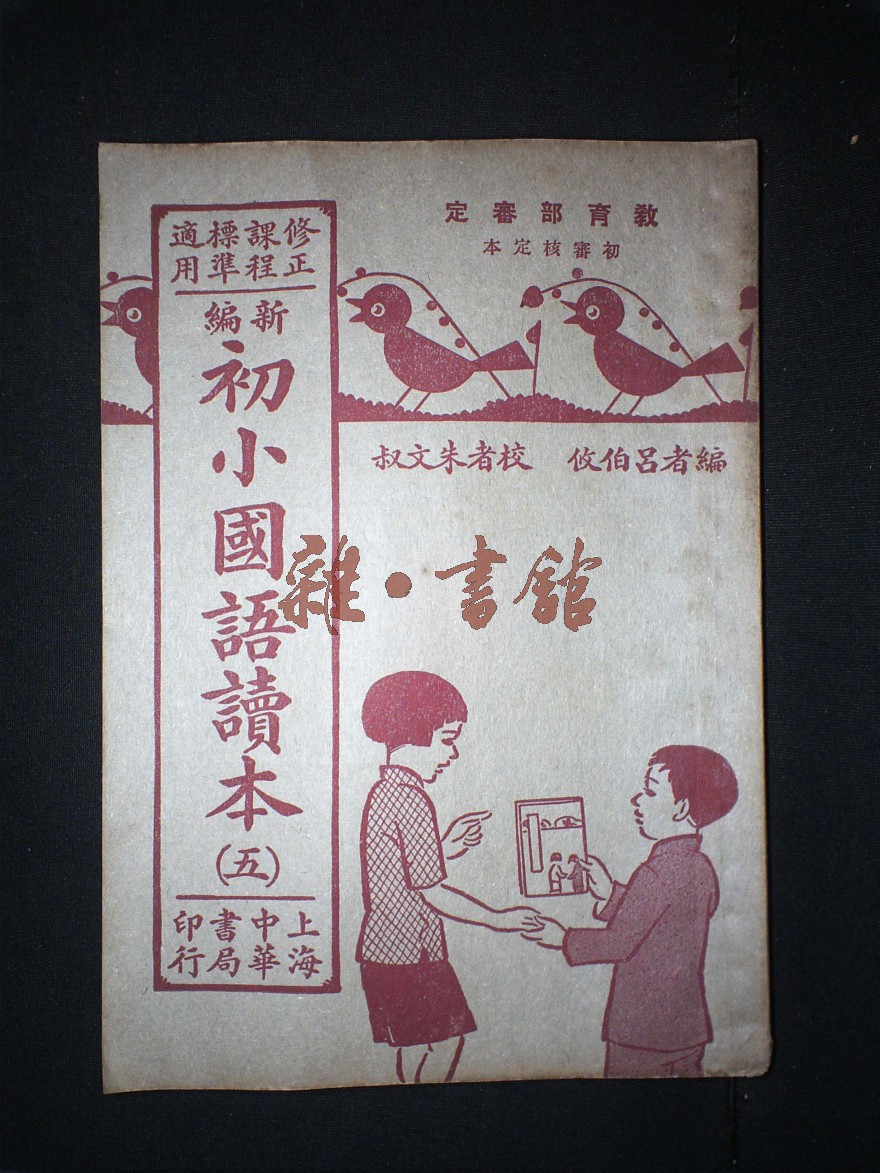 教育部審定
初審核定本
修正課程標準適用
新編
初小國語讀本
(五)
上海中華書局印行
編者呂伯攸 校者朱文叔
雜·書館